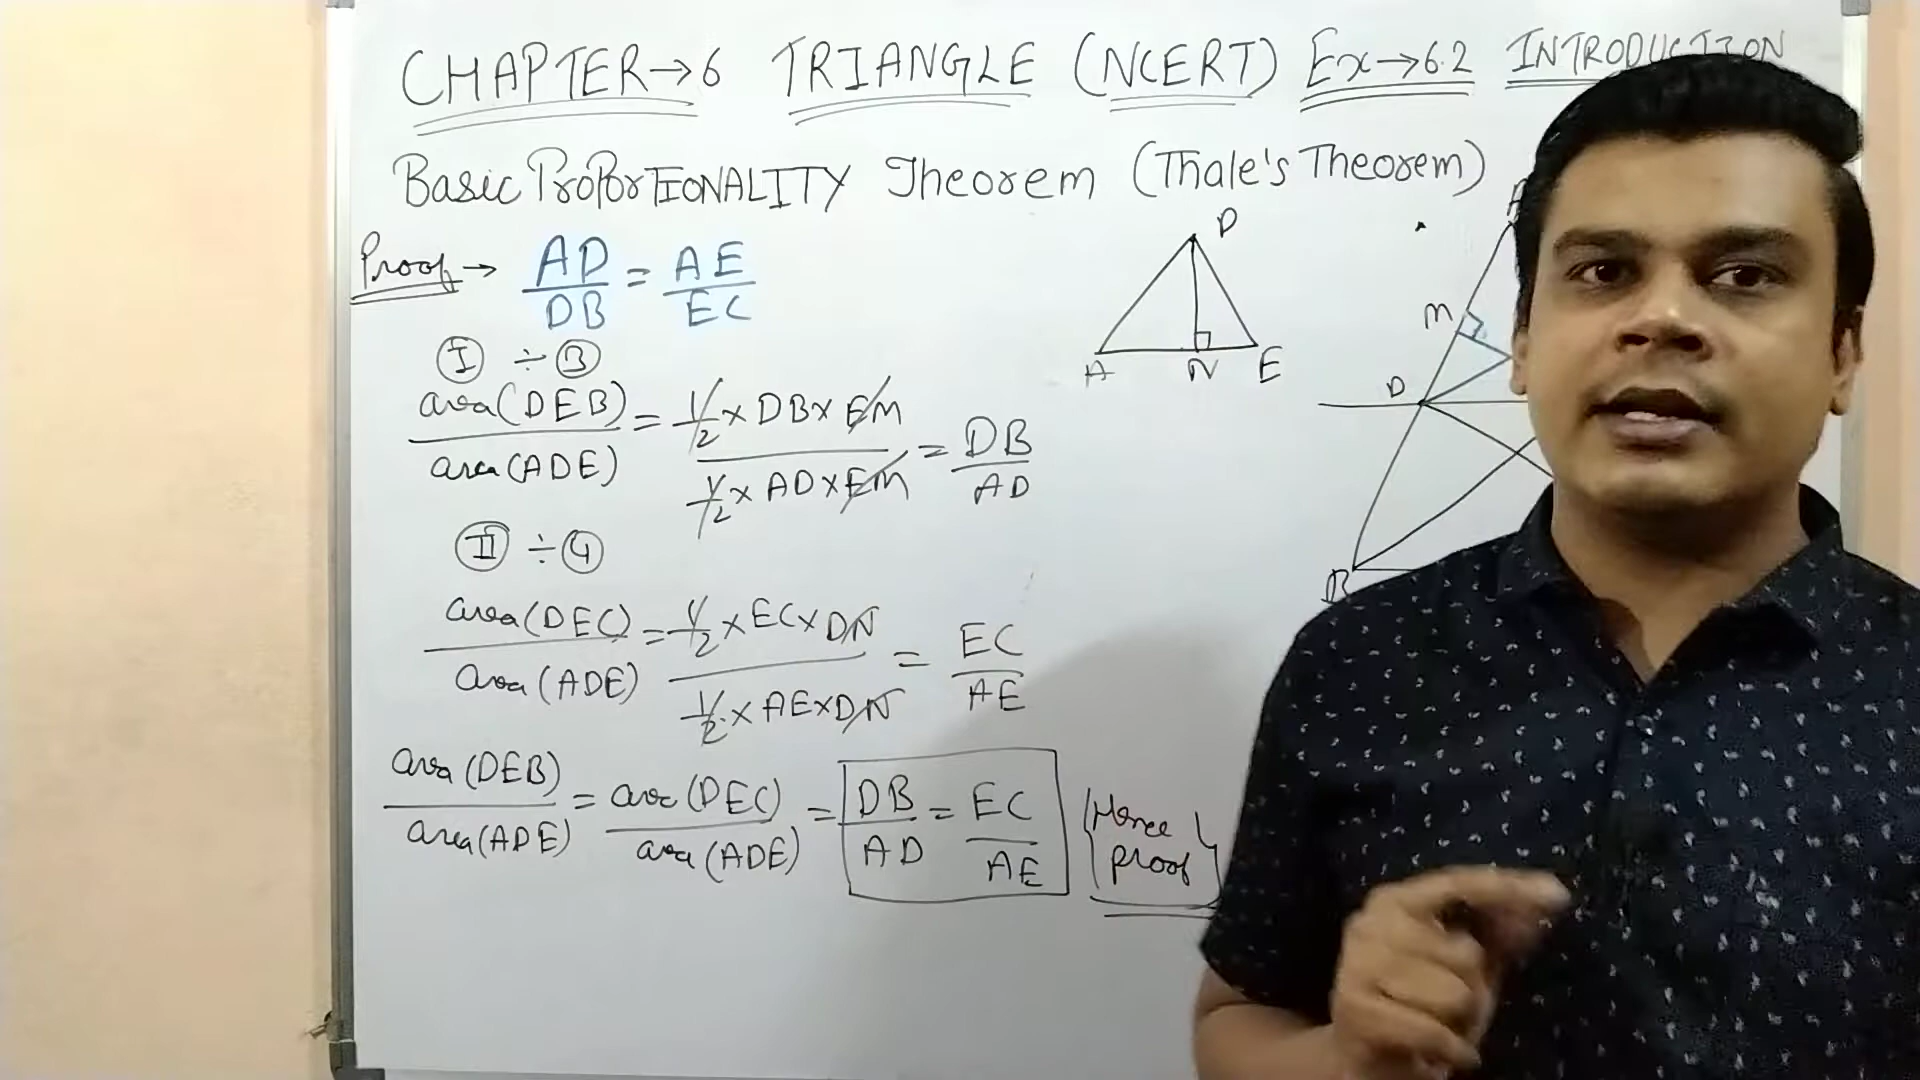 CHAPTER→6 TRIANGLE (NCERT) Ex→6.2 INTRODUCTION
Basic PROPORTIONALITY Theorem (Thale's Theorem)
Proof → AD/DB = AE/EC
Ⓘ ÷ ③
area(DEB)/area(ADE) = 1/2 × DB × EM / 1/2 × AD × EM = DB/AD
Ⅱ ÷ ④
area(DEC)/area(ADE) = 1/2 × EC × DN / 1/2 × AE × DN = EC/AE
area(DEB)/area(ADE) = area(DEC)/area(ADE) = DB/AD = EC/AE {Hence proof}
D
A N E
M
D
B